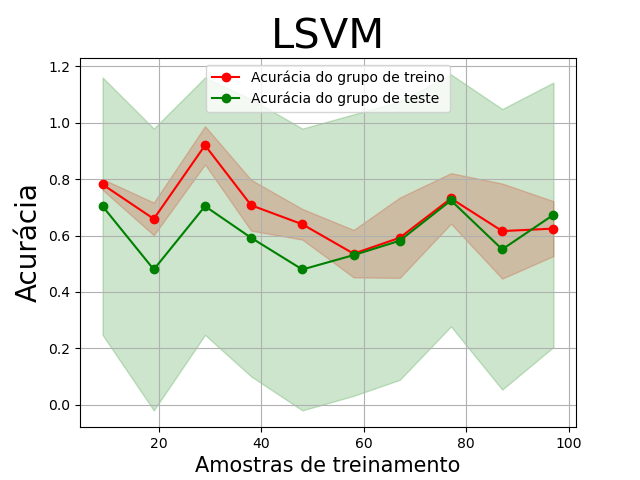 LSVM
Acurácia do grupo de treino
Acurácia do grupo de teste
Acurácia
1.2
1.0
0.8
0.6
0.4
0.2
0.0
20 40 60 80 100
Amostras de treinamento